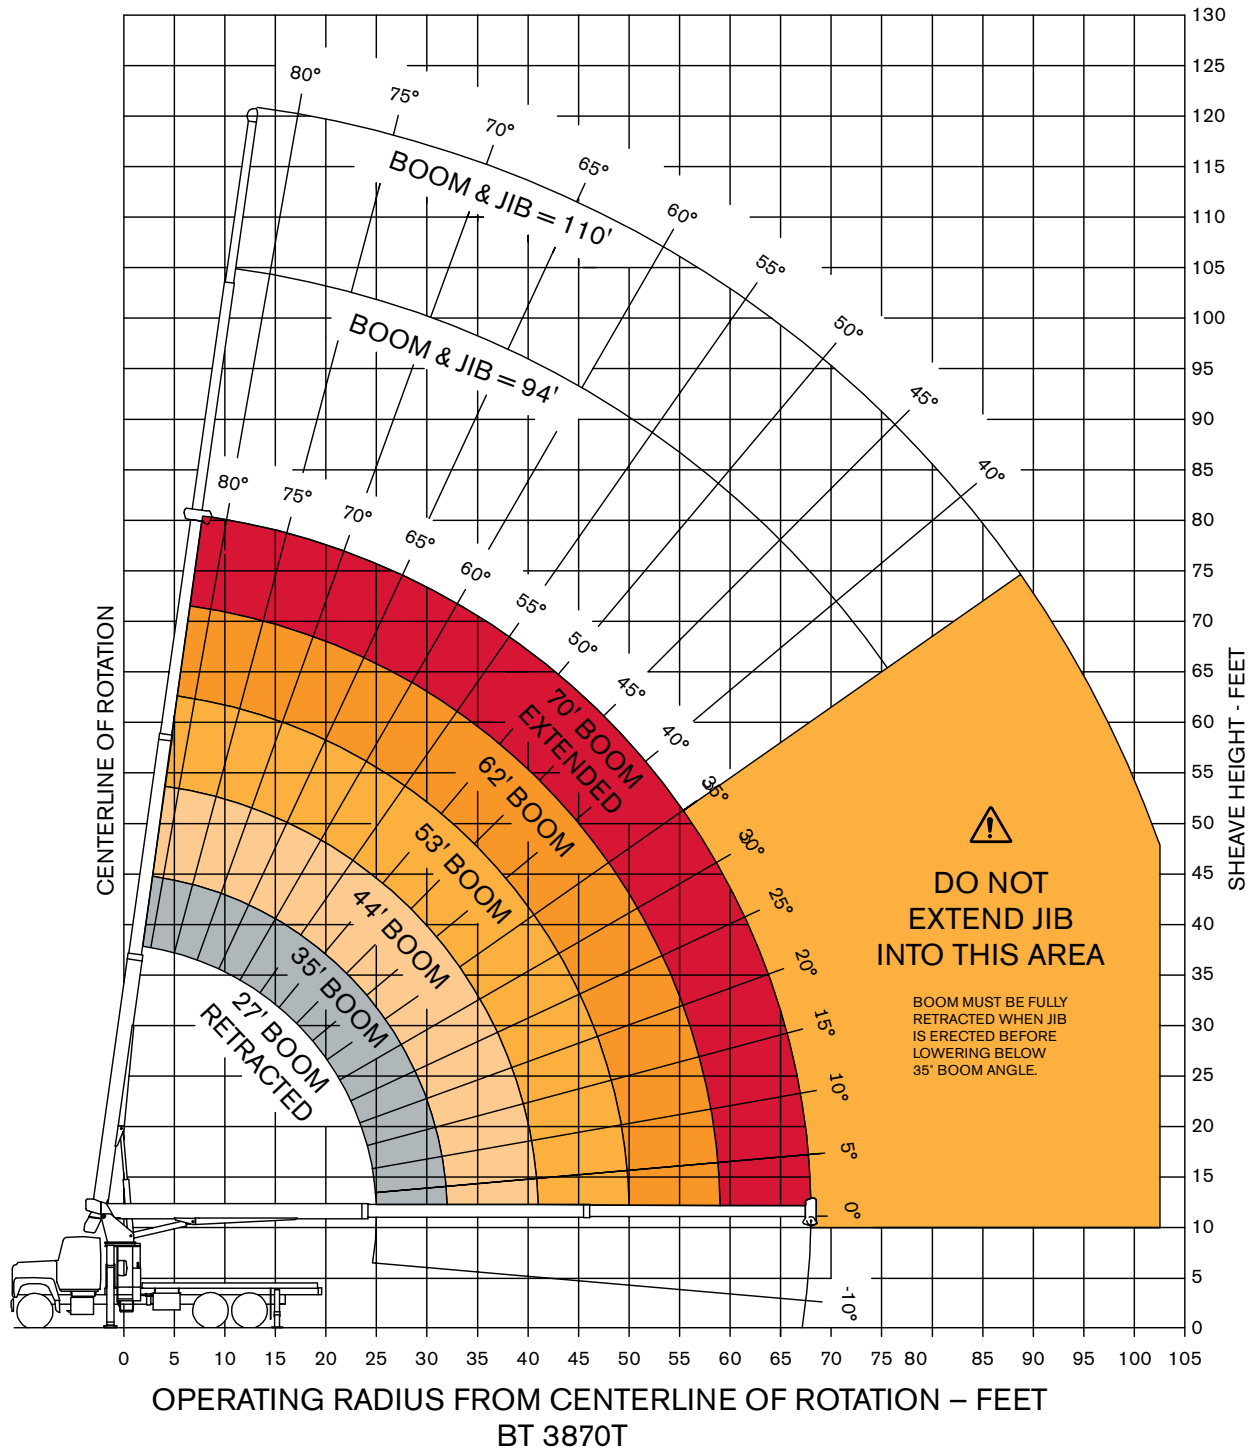 130
125
120
115
110
105
100
95
90
85
80
75
70
65
60
55
50
45
40
35
30
25
20
15
10
5
0
SHEAVE HEIGHT - FEET
CENTERLINE OF ROTATION
80°
75°
70°
65°
60°
55°
50°
45°
40°
BOOM & JIB = 110'
BOOM & JIB = 94'
80°
75°
70°
65°
60°
55°
50°
45°
40°
35°
30°
25°
20°
15°
10°
5°
0°
-10°
70' BOOM
EXTENDED
62' BOOM
53' BOOM
44' BOOM
35' BOOM
27' BOOM
RETRACTED
DO NOT
EXTEND JIB
INTO THIS AREA
BOOM MUST BE FULLY
RETRACTED WHEN JIB
IS ERECTED BEFORE
LOWERING BELOW
35° BOOM ANGLE.
0 5 10 15 20 25 30 35 40 45 50 55 60 65 70 75 80 85 90 95 100 105
OPERATING RADIUS FROM CENTERLINE OF ROTATION – FEET
BT 3870T